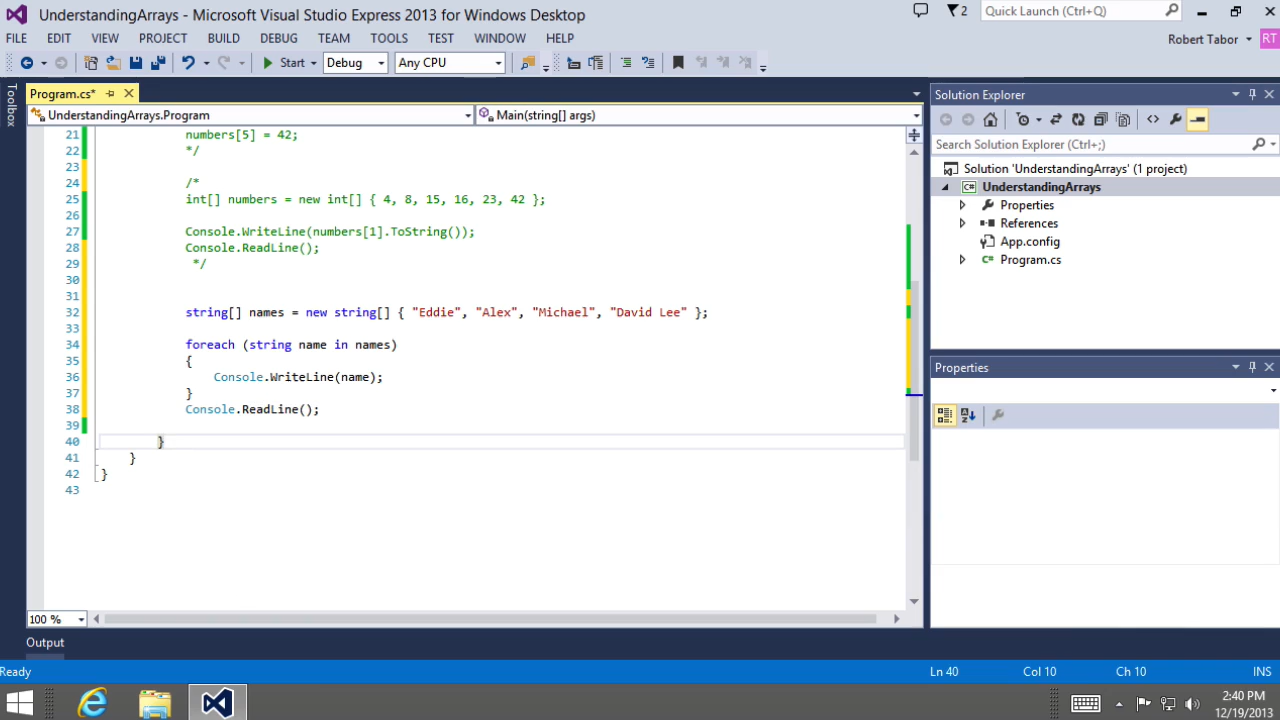 UnderstandingArrays - Microsoft Visual Studio Express 2013 for Windows Desktop
2
Quick Launch (Ctrl+Q)
FILE EDIT VIEW PROJECT BUILD DEBUG TEAM TOOLS TEST WINDOW HELP
Robert Tabor RT
Start Debug Any CPU
Toolbox
Program.cs*
UnderstandingArrays.Program Main(string[] args)
21 numbers[5] = 42;
22 */
23
24 /*
25 int[] numbers = new int[] { 4, 8, 15, 16, 23, 42 };
26
27 Console.WriteLine(numbers[1].ToString());
28 Console.ReadLine();
29 */
30
31
32 string[] names = new string[] { "Eddie", "Alex", "Michael", "David Lee" };
33
34 foreach (string name in names)
35 {
36 Console.WriteLine(name);
37 }
38 Console.ReadLine();
39
40 }
41 }
42 }
43
100 %
Solution Explorer
Search Solution Explorer (Ctrl+;)
Solution 'UnderstandingArrays' (1 project)
C# UnderstandingArrays
Properties
References
App.config
C# Program.cs
Properties
Output
Ready Ln 40 Col 10 Ch 10 INS
2:40 PM
12/19/2013